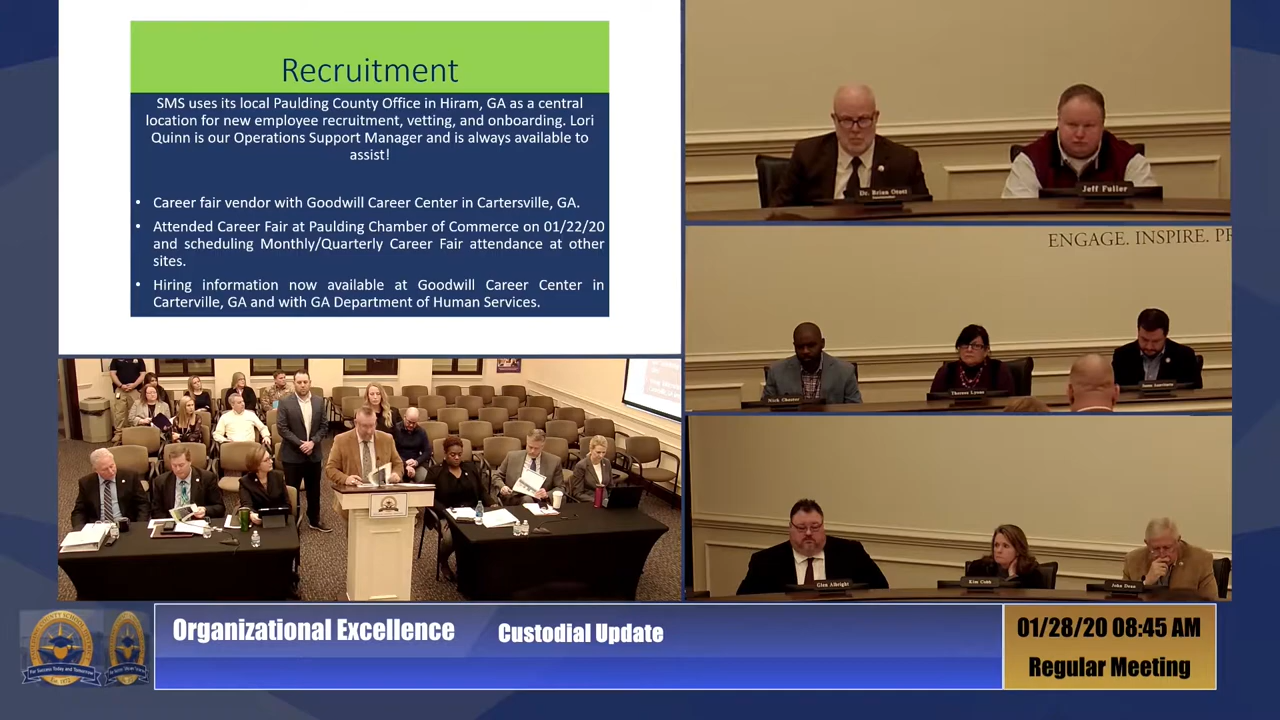 Recruitment
SMS uses its local Paulding County Office in Hiram, GA as a central
location for new employee recruitment, vetting, and onboarding. Lori
Quinn is our Operations Support Manager and is always available to
assist!
• Career fair vendor with Goodwill Career Center in Cartersville, GA.
• Attended Career Fair at Paulding Chamber of Commerce on 01/22/20
and scheduling Monthly/Quarterly Career Fair attendance at other
sites.
• Hiring information now available at Goodwill Career Center in
Carterville, GA and with GA Department of Human Services.
Dr. Brian Otott
Jeff Fuller
ENGAGE. INSPIRE. PR
Nick Chester
Theresa Lyons
Glen Albright
Kim Cobb
John Dean
Organizational Excellence
Custodial Update
01/28/20 08:45 AM
Regular Meeting
For Success Today and Tomorrow